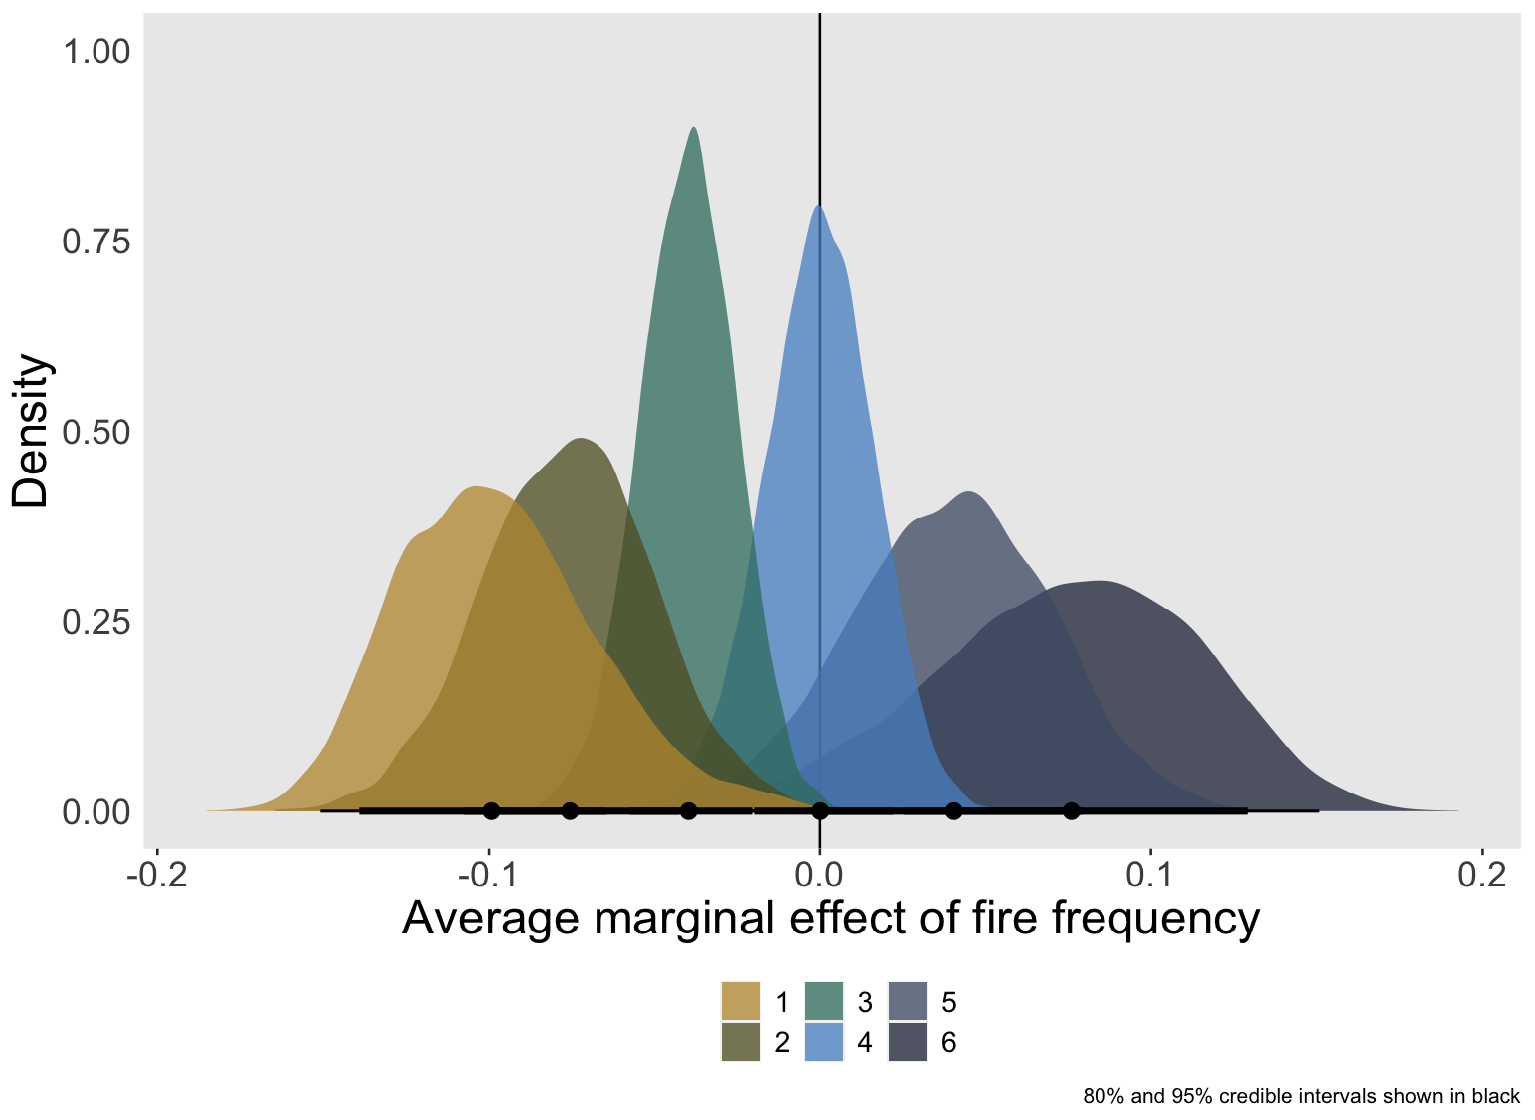 1.00
0.75
0.50
0.25
0.00
Density
-0.2 -0.1 0.0 0.1 0.2
Average marginal effect of fire frequency
1 3 5
2 4 6
80% and 95% credible intervals shown in black